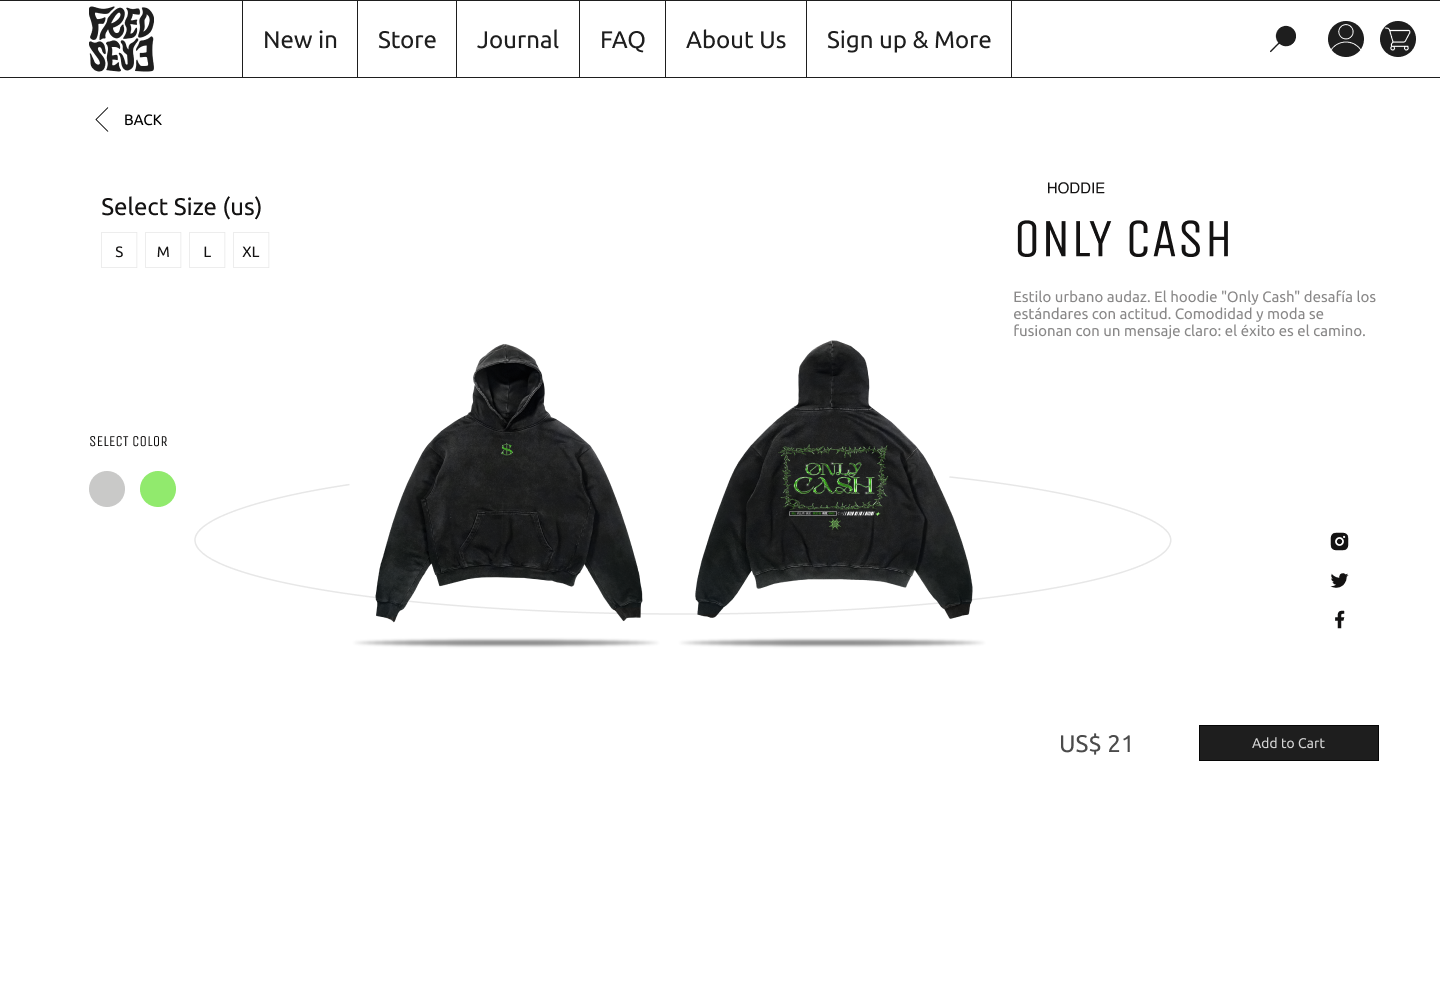 FRED
SEVE
New in
Store
Journal
FAQ
About Us
Sign up & More
BACK
Select Size (us)
S
M
L
XL
HODDIE
ONLY CASH
Estilo urbano audaz. El hoodie "Only Cash" desafía los
estándares con actitud. Comodidad y moda se
fusionan con un mensaje claro: el éxito es el camino.
SELECT COLOR
$
ONLY
CASH
US$ 21
Add to Cart